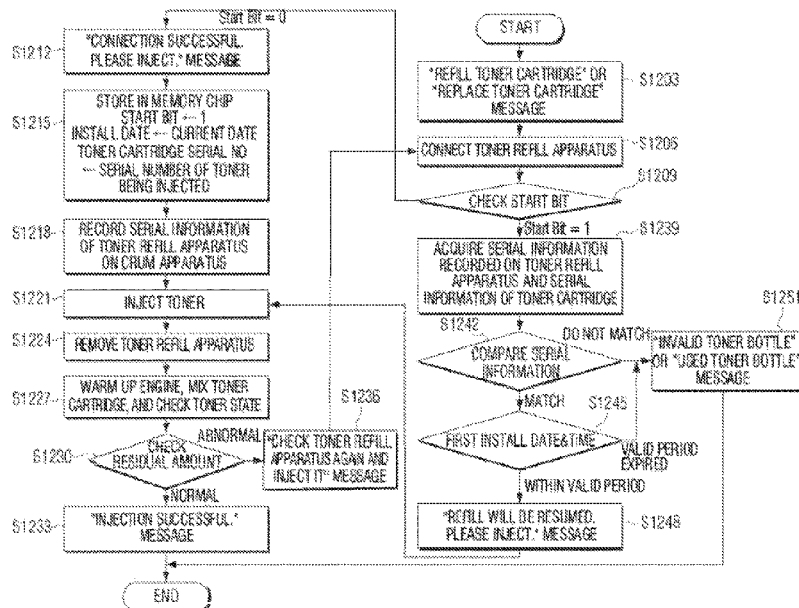 Start Bit = 0
START
S1212
"CONNECTION SUCCESSFUL.
PLEASE INJECT." MESSAGE
"REFILL TONER CARTRIDGE" OR
"REPLACE TONER CARTRIDGE"
MESSAGE
S1203
S1215
STORE IN MEMORY CHIP
START BIT ← 1
INSTALL DATE ← CURRENT DATE
TONER CARTRIDGE SERIAL NO
← SERIAL NUMBER OF TONER
BEING INJECTED
CONNECT TONER REFILL APPARATUS
S1206
CHECK START BIT
S1209
Start Bit = 1
S1218
RECORD SERIAL INFORMATION
OF TONER REFILL APPARATUS
ON CRUM APPARATUS
ACQUIRE SERIAL INFORMATION
RECORDED ON TONER REFILL
APPARATUS AND SERIAL
INFORMATION OF TONER CARTRIDGE
S1239
S1221
INJECT TONER
S1224
REMOVE TONER REFILL APPARATUS
S1242
COMPARE SERIAL
INFORMATION
DO NOT MATCH
S1251
"INVALID TONER BOTTLE"
OR "USED TONER BOTTLE"
MESSAGE
MATCH
S1227
WARM UP ENGINE, MIX TONER
CARTRIDGE, AND CHECK TONER STATE
S1230
CHECK
RESIDUAL AMOUNT
ABNORMAL
S1236
"CHECK TONER REFILL
APPARATUS AGAIN AND
INJECT IT" MESSAGE
S1245
FIRST INSTALL DATE&TIME
VALID PERIOD
EXPIRED
NORMAL
WITHIN VALID PERIOD
S1233
"INJECTION SUCCESSFUL."
MESSAGE
"REFILL WILL BE RESUMED.
PLEASE INJECT." MESSAGE
S1248
END